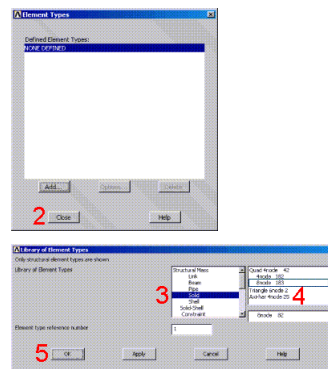 Element Types
Defined Element Types:
NONE DEFINED
Add...
Options...
Delete
2
Close
Help
Library of Element Types
Only structural element types are shown
Library of Element Types
Structural Mass
Link
Beam
Pipe
Solid
Shell
Solid-Shell
Constraint
3
Quad 4node 42
4node 182
8node 183
Triangle 6node 2
Axi-har 4node 25
4
8node 82
Element type reference number
1
5
OK
Apply
Cancel
Help